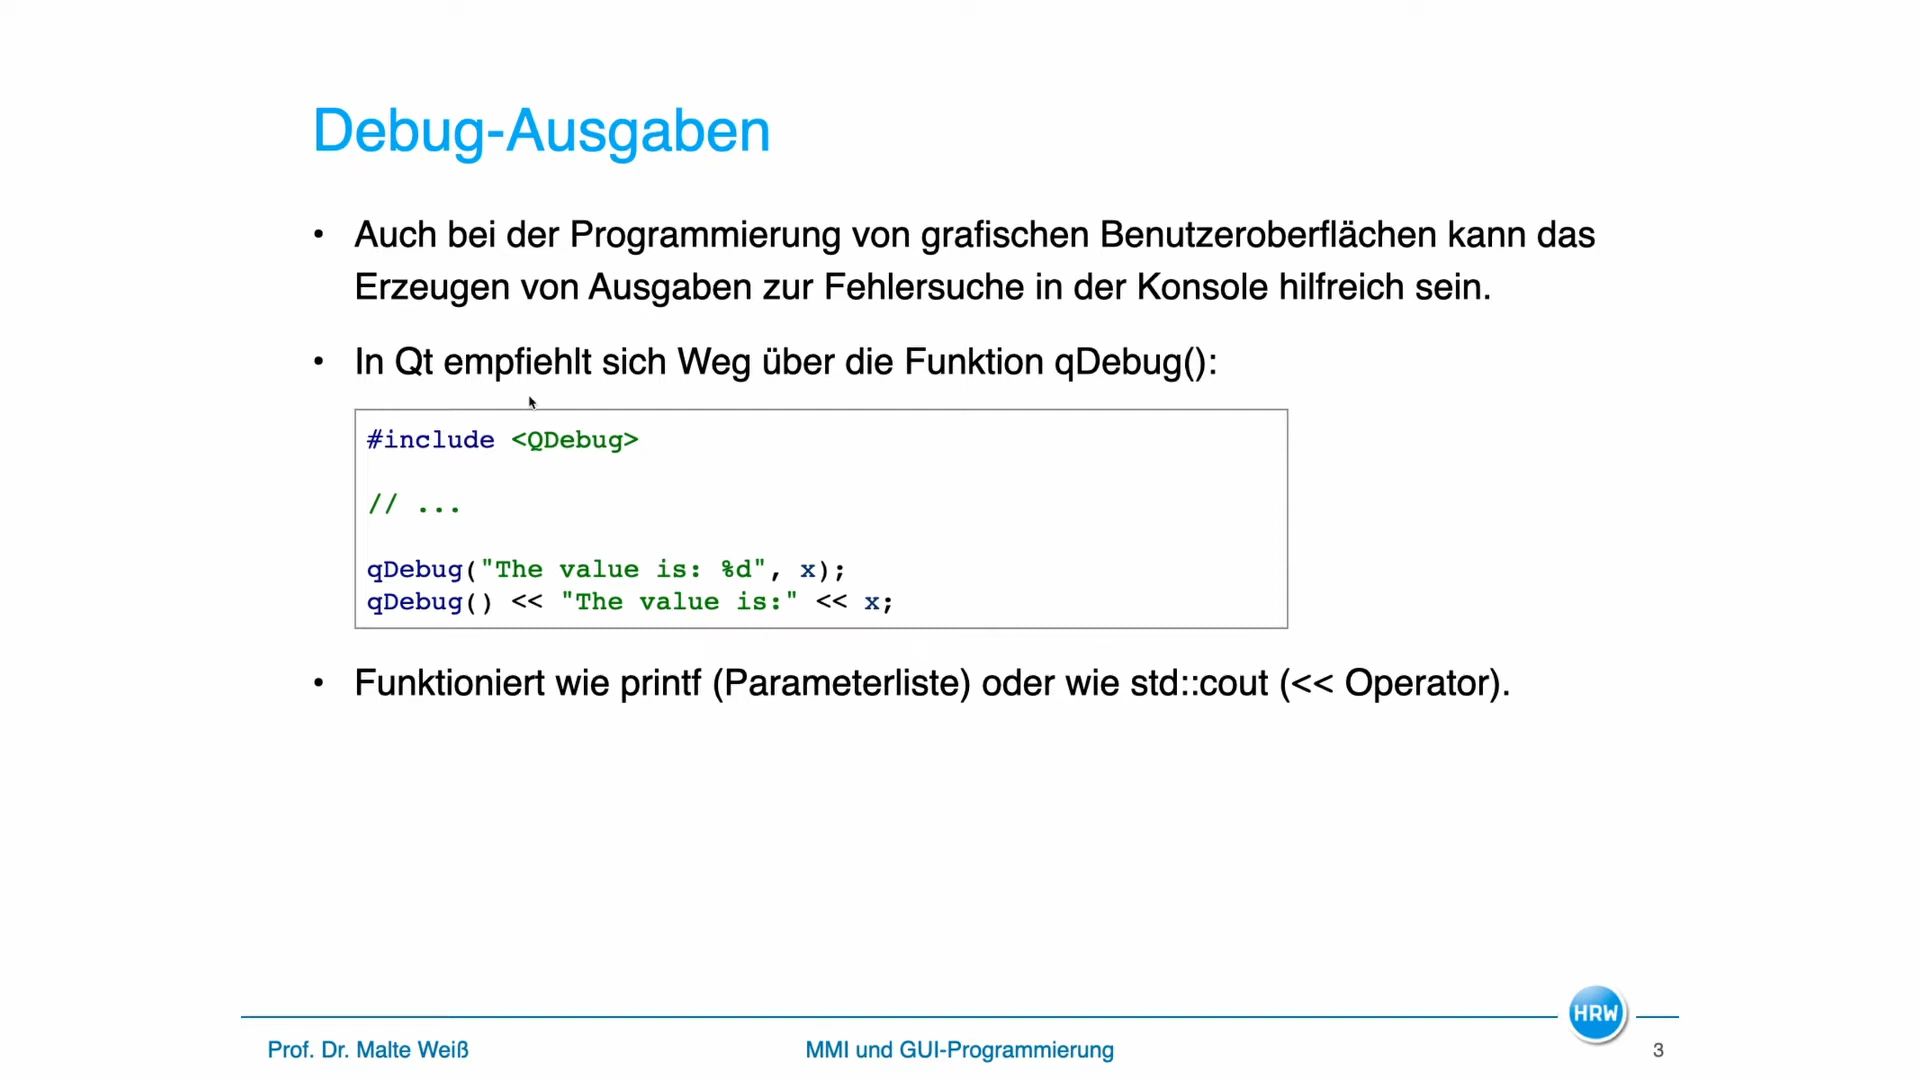 Debug-Ausgaben
• Auch bei der Programmierung von grafischen Benutzeroberflächen kann das
Erzeugen von Ausgaben zur Fehlersuche in der Konsole hilfreich sein.
• In Qt empfiehlt sich Weg über die Funktion qDebug():
#include <QDebug>
// ...
qDebug("The value is: %d", x);
qDebug() << "The value is:" << x;
• Funktioniert wie printf (Parameterliste) oder wie std::cout (<< Operator).
HRW
Prof. Dr. Malte Weiß
MMI und GUI-Programmierung
3